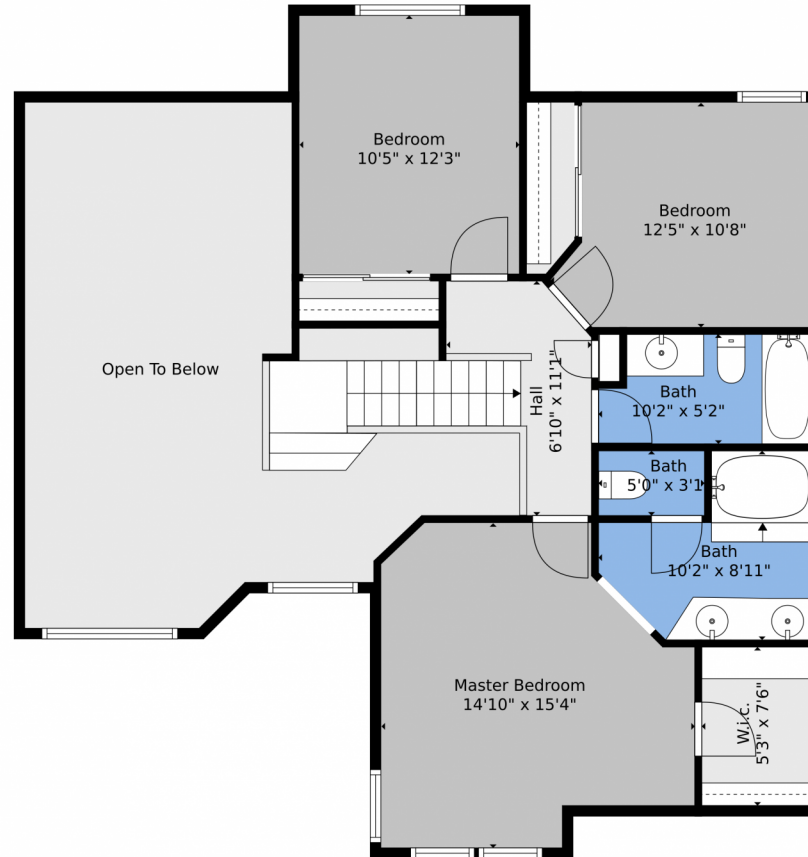 Bedroom
10'5" x 12'3"
Bedroom
12'5" x 10'8"
Open To Below
Hall
6'10" x 11'1"
Bath
10'2" x 5'2"
Bath
5'0" x 3'1
Bath
10'2" x 8'11"
Master Bedroom
14'10" x 15'4"
W.i.c.
5'3" x 7'6"